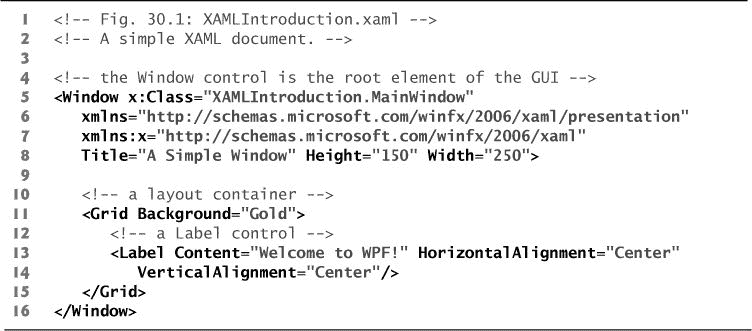 1 <!-- Fig. 30.1: XAMLIntroduction.xaml -->
2 <!-- A simple XAML document. -->
3
4 <!-- the Window control is the root element of the GUI -->
5 <Window x:Class="XAMLIntroduction.MainWindow"
6 xmlns="http://schemas.microsoft.com/winfx/2006/xaml/presentation"
7 xmlns:x="http://schemas.microsoft.com/winfx/2006/xaml"
8 Title="A Simple Window" Height="150" Width="250">
9
10 <!-- a layout container -->
11 <Grid Background="Gold">
12 <!-- a Label control -->
13 <Label Content="Welcome to WPF!" HorizontalAlignment="Center"
14 VerticalAlignment="Center"/>
15 </Grid>
16 </Window>